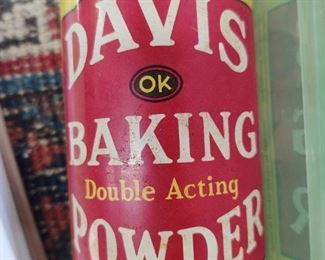 DAVIS
OK
BAKING
Double Acting
POWDER